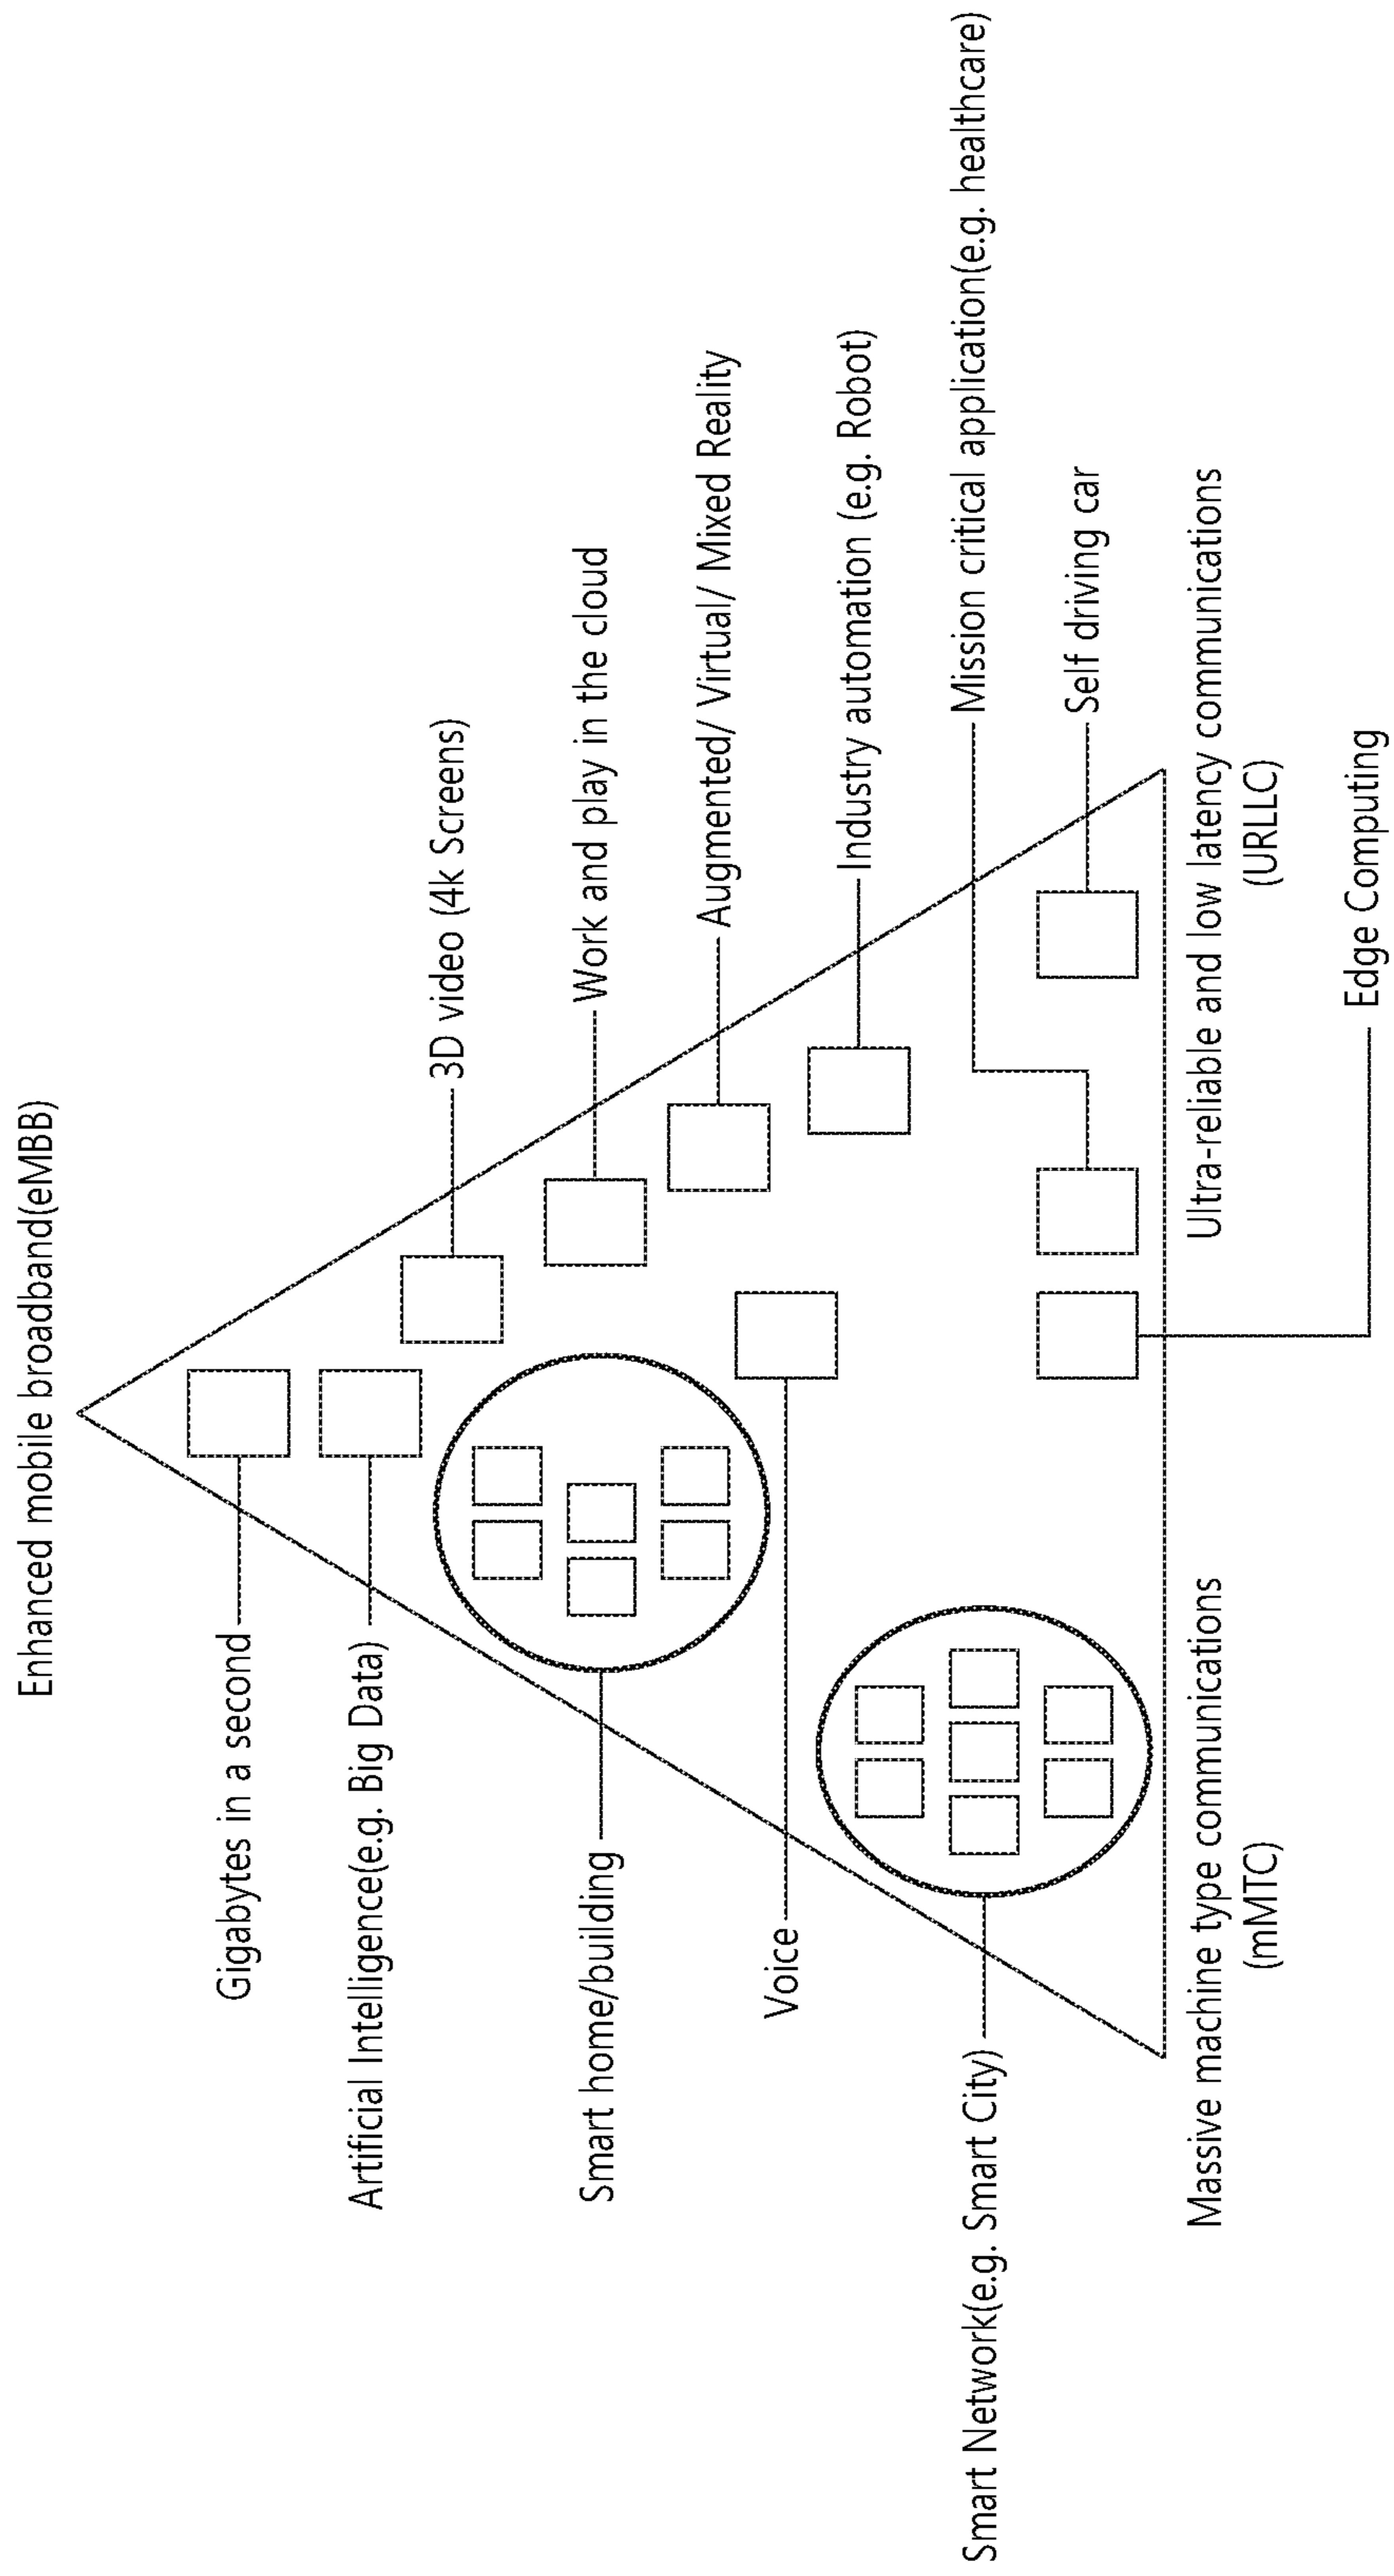 Enhanced mobile broadband(eMBB)
Gigabytes in a second
Artificial Intelligence(e.g. Big Data)
3D video (4k Screens)
Smart home/building
Work and play in the cloud
Augmented/ Virtual/ Mixed Reality
Voice
Industry automation (e.g. Robot)
Smart Network(e.g. Smart City)
Mission critical application(e.g. healthcare)
Self driving car
Massive machine type communications
(mMTC)
Ultra-reliable and low latency communications
(URLLC)
Edge Computing